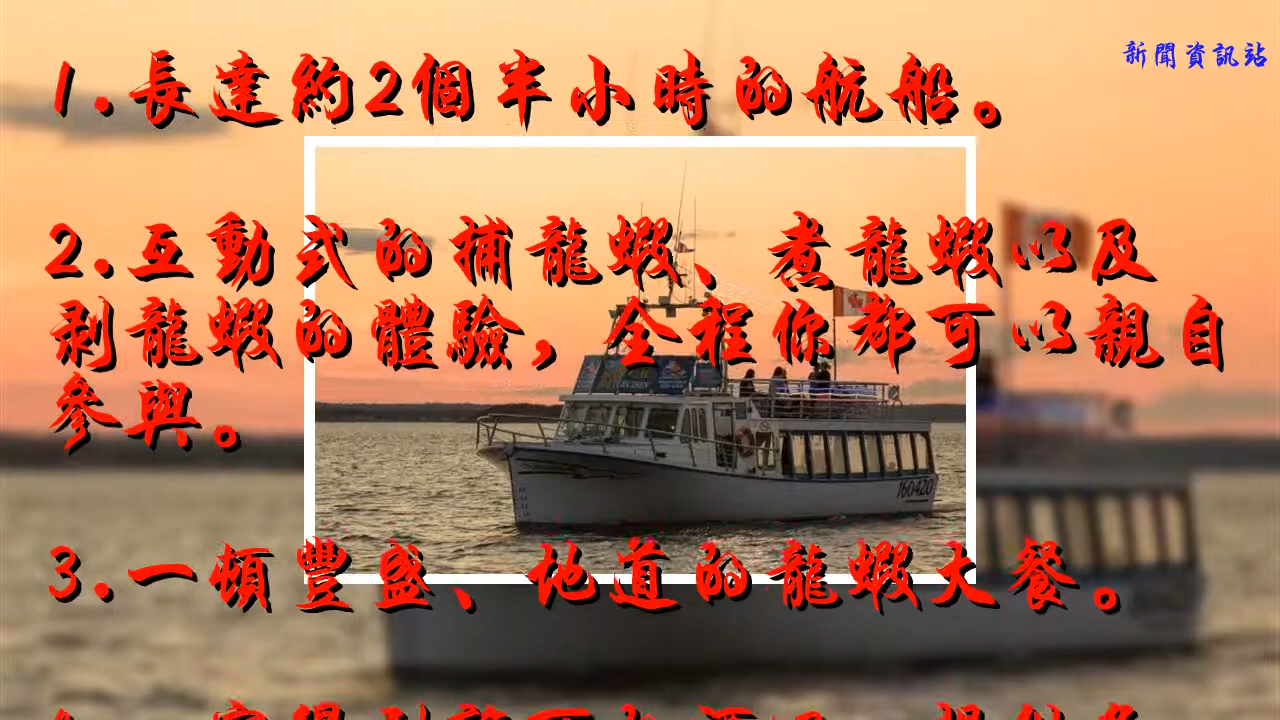 新聞資訊站
1.長達約2個半小時的航船。
2.互動式的捕龍蝦、煮龍蝦以及
剝龍蝦的體驗，全程你都可以親自
參與。
160420
3.一頓豐盛、地道的龍蝦大餐。